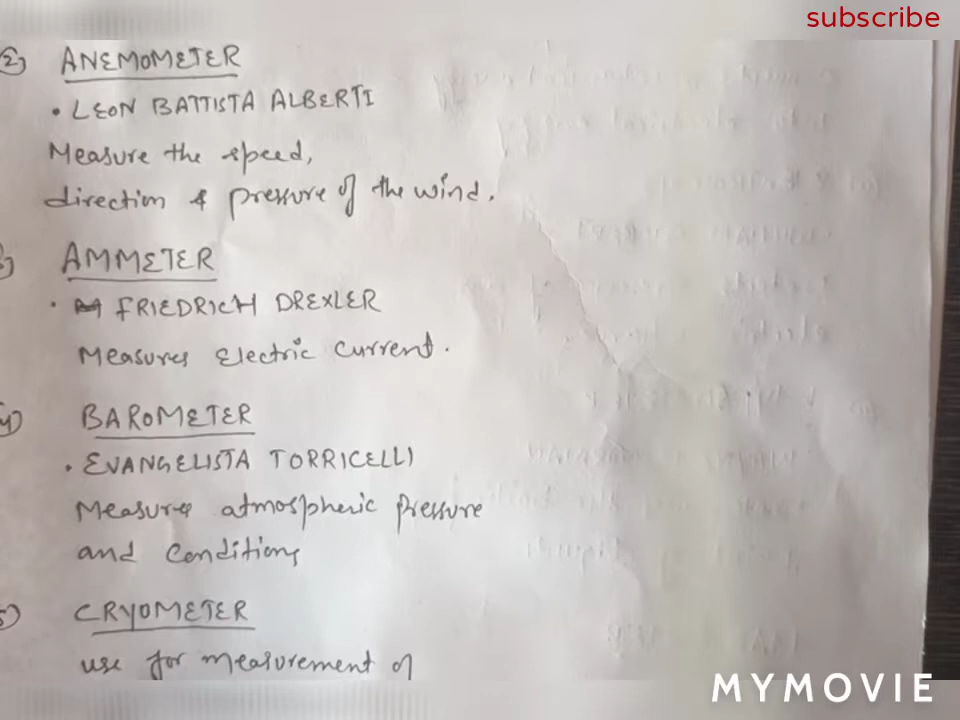 subscribe
2) ANEMOMETER
• LEON BATTISTA ALBERTI
Measure the speed,
direction & pressure of the wind.
AMMETER
• FRIEDRICH DREXLER
Measures Electric Current.
BAROMETER
• EVANGELISTA TORRICELLI
Measures atmospheric pressure
and Conditions
5) CRYOMETER
use for measurement of
MYMOVIE